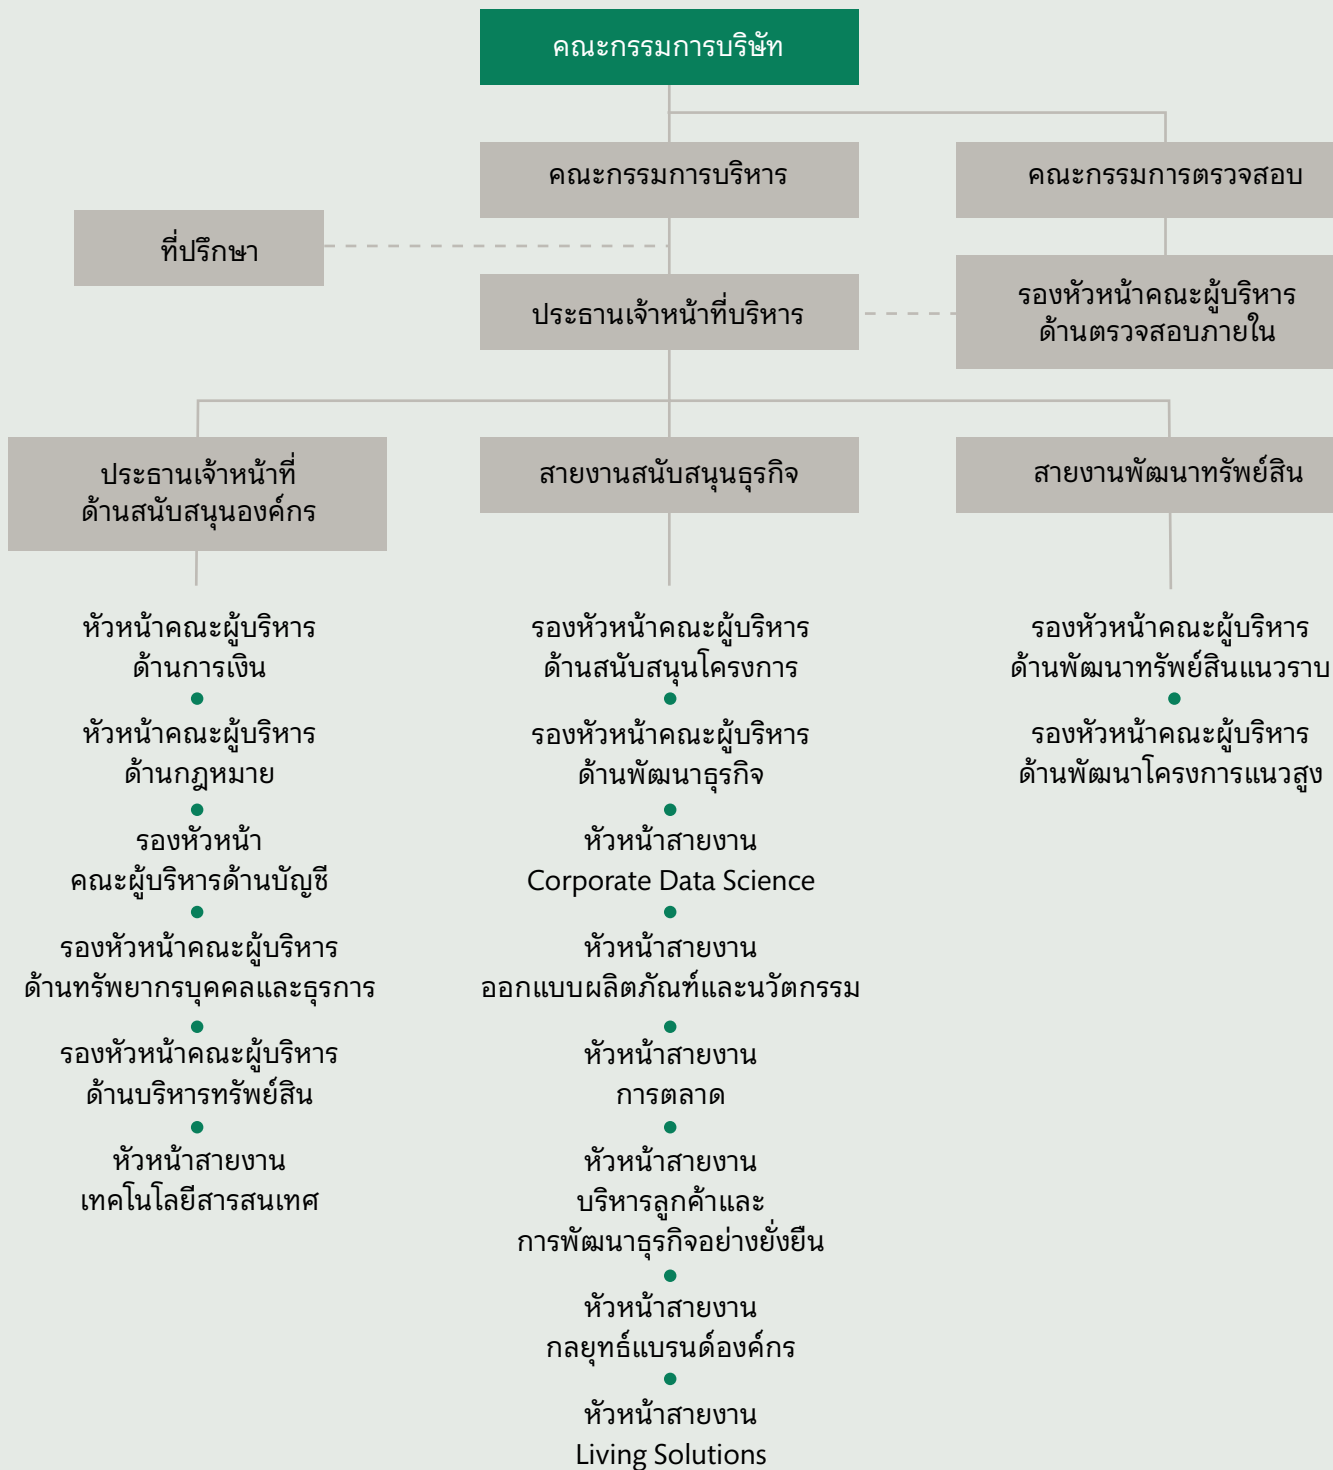 คณะกรรมการบริษัท
คณะกรรมการบริหาร
คณะกรรมการตรวจสอบ
ที่ปรึกษา
ประธานเจ้าหน้าที่บริหาร
รองหัวหน้าคณะผู้บริหาร
ด้านตรวจสอบภายใน
ประธานเจ้าหน้าที่
ด้านสนับสนุนองค์กร
สายงานสนับสนุนธุรกิจ
สายงานพัฒนาทรัพย์สิน
หัวหน้าคณะผู้บริหาร
ด้านการเงิน
หัวหน้าคณะผู้บริหาร
ด้านกฎหมาย
รองหัวหน้า
คณะผู้บริหารด้านบัญชี
รองหัวหน้าคณะผู้บริหาร
ด้านทรัพยากรบุคคลและธุรการ
รองหัวหน้าคณะผู้บริหาร
ด้านบริหารทรัพย์สิน
หัวหน้าสายงาน
เทคโนโลยีสารสนเทศ
รองหัวหน้าคณะผู้บริหาร
ด้านสนับสนุนโครงการ
รองหัวหน้าคณะผู้บริหาร
ด้านพัฒนาธุรกิจ
หัวหน้าสายงาน
Corporate Data Science
หัวหน้าสายงาน
ออกแบบผลิตภัณฑ์และนวัตกรรม
หัวหน้าสายงาน
การตลาด
หัวหน้าสายงาน
บริหารลูกค้าและ
การพัฒนาธุรกิจอย่างยั่งยืน
หัวหน้าสายงาน
กลยุทธ์แบรนด์องค์กร
หัวหน้าสายงาน
Living Solutions
รองหัวหน้าคณะผู้บริหาร
ด้านพัฒนาทรัพย์สินแนวราบ
รองหัวหน้าคณะผู้บริหาร
ด้านพัฒนาโครงการแนวสูง